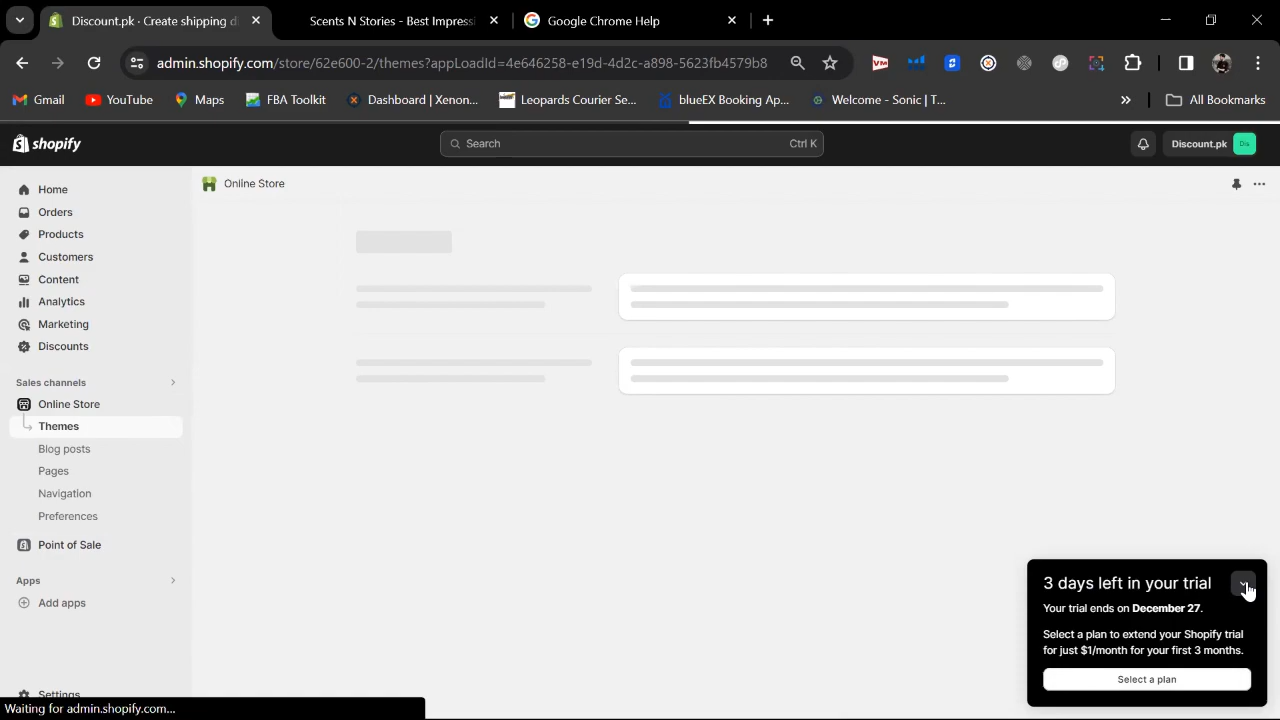 Discount.pk · Create shipping d
Scents N Stories - Best Impressi
Google Chrome Help
admin.shopify.com/store/62e600-2/themes?appLoadId=4e646258-e19d-4d2c-a898-5623fb4579b8
Gmail
YouTube
Maps
FBA Toolkit
Dashboard | Xenon...
Leopards Courier Se...
blueEX Booking Ap...
Welcome - Sonic | T...
All Bookmarks
shopify
Search
Ctrl K
Discount.pk
Dis
Home
Orders
Products
Customers
Content
Analytics
Marketing
Discounts
Sales channels
Online Store
Themes
Blog posts
Pages
Navigation
Preferences
Point of Sale
Apps
Add apps
Settings
Online Store
3 days left in your trial
Your trial ends on December 27.
Select a plan to extend your Shopify trial
for just $1/month for your first 3 months.
Select a plan
Waiting for admin.shopify.com...